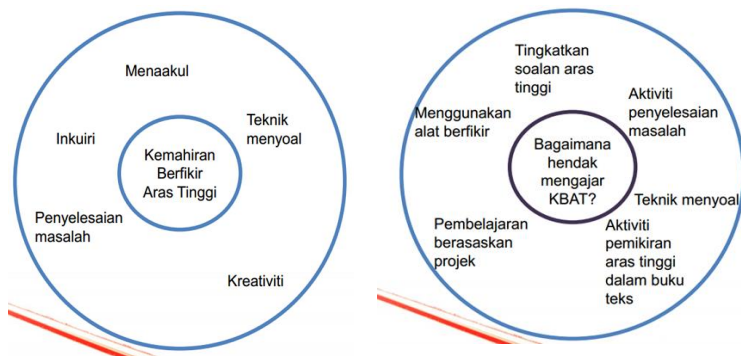 Menaakul
Teknik
menyoal
Inkuiri
Kemahiran
Berfikir
Aras Tinggi
Penyelesaian
masalah
Kreativiti
Tingkatkan
soalan aras
tinggi
Aktiviti
penyelesaian
masalah
Menggunakan
alat berfikir
Bagaimana
hendak
mengajar
KBAT?
Teknik menyoal
Pembelajaran
berasaskan
projek
Aktiviti
pemikiran
aras tinggi
dalam buku
teks